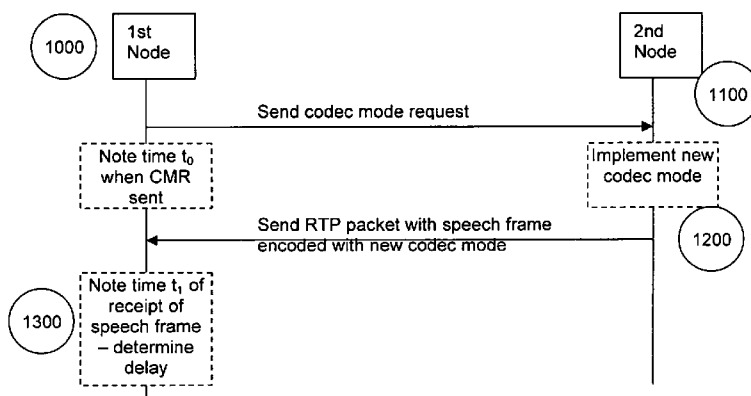 1000
1st
Node
2nd
Node
1100
Send codec mode request
Note time t₀
when CMR
sent
Implement new
codec mode
Send RTP packet with speech frame
encoded with new codec mode
1200
1300
Note time t₁ of
receipt of
speech frame
– determine
delay